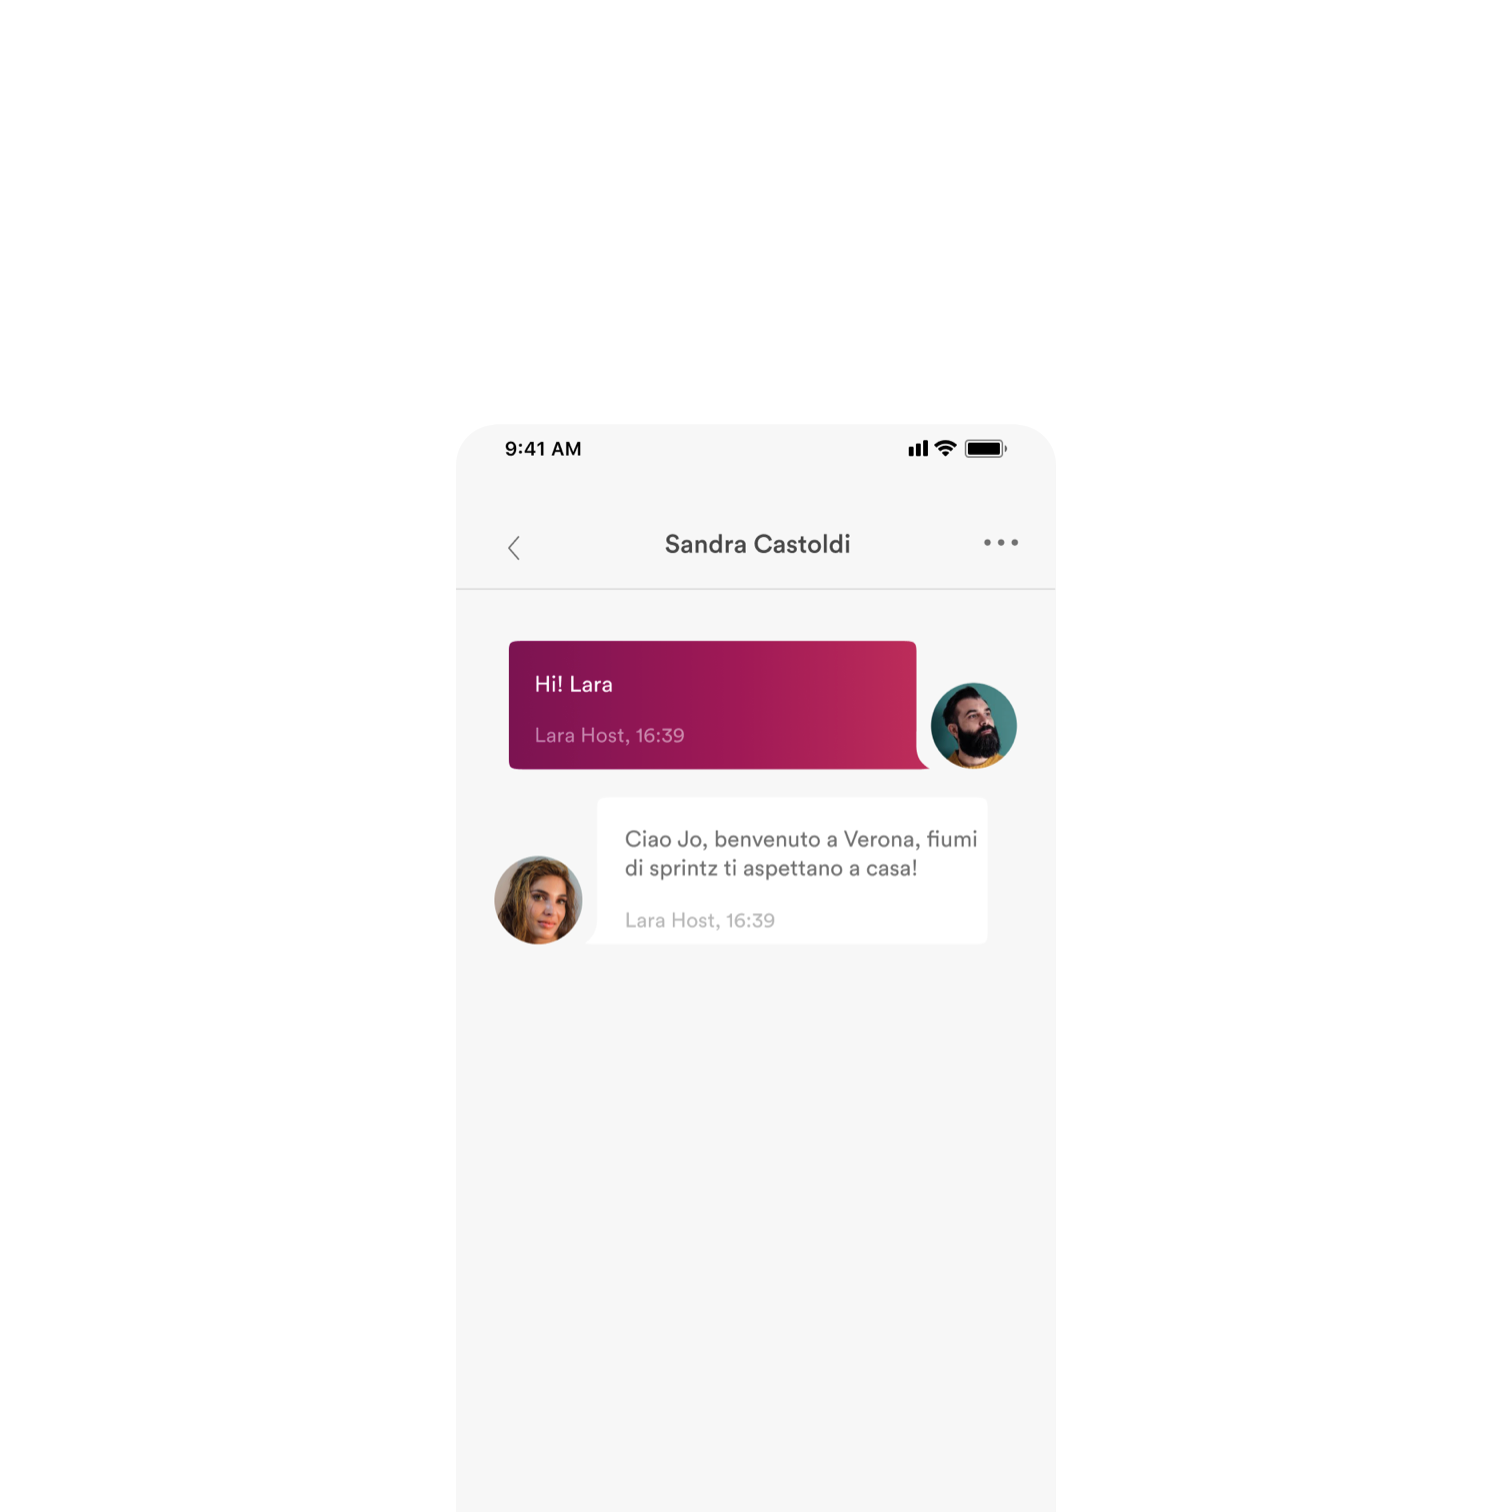 9:41 AM
Sandra Castoldi
Hi! Lara
Lara Host, 16:39
Ciao Jo, benvenuto a Verona, fiumi
di sprintz ti aspettano a casa!
Lara Host, 16:39